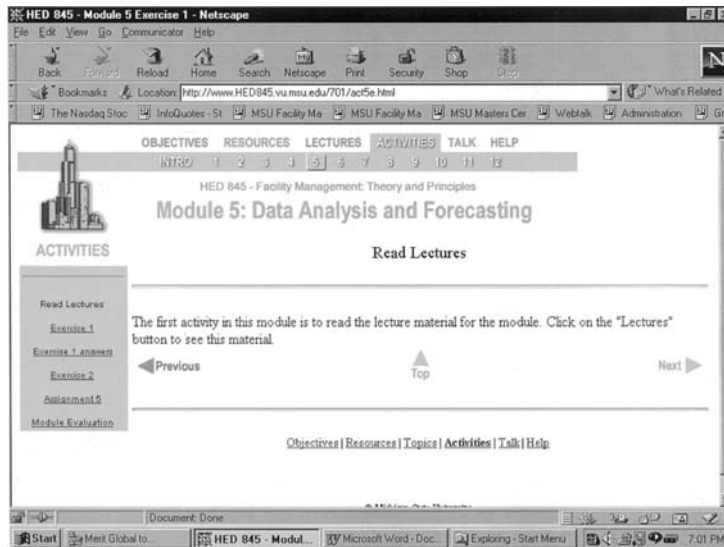 HED 845 - Module 5 Exercise 1 - Netscape
File Edit View Go Communicator Help
Back Forward Reload Home Search Netscape Print Security Shop Stop
Bookmarks Location: http://www.HED845.vu.msu.edu/701/act5e.html What's Related
The Nasdaq Stoc InfoQuotes - St MSU Facility Ma MSU Facility Ma MSU Masters Cer Webtalk Administration
OBJECTIVES RESOURCES LECTURES ACTIVITIES TALK HELP
INTRO 1 2 3 4 5 6 7 8 9 10 11 12
HED 845 - Facility Management: Theory and Principles
Module 5: Data Analysis and Forecasting
ACTIVITIES
Read Lectures
Read Lectures
Exercise 1
Exercise 1 answers
Exercise 2
Assignment 5
Module Evaluation
The first activity in this module is to read the lecture material for the module. Click on the "Lectures"
button to see this material.
Previous Top Next
Objectives | Resources | Topics | Activities | Talk | Help
Document: Done
Start Merit Global to... HED 845 - Modul... Microsoft Word - Doc... Exploring - Start Menu 7:01 PM